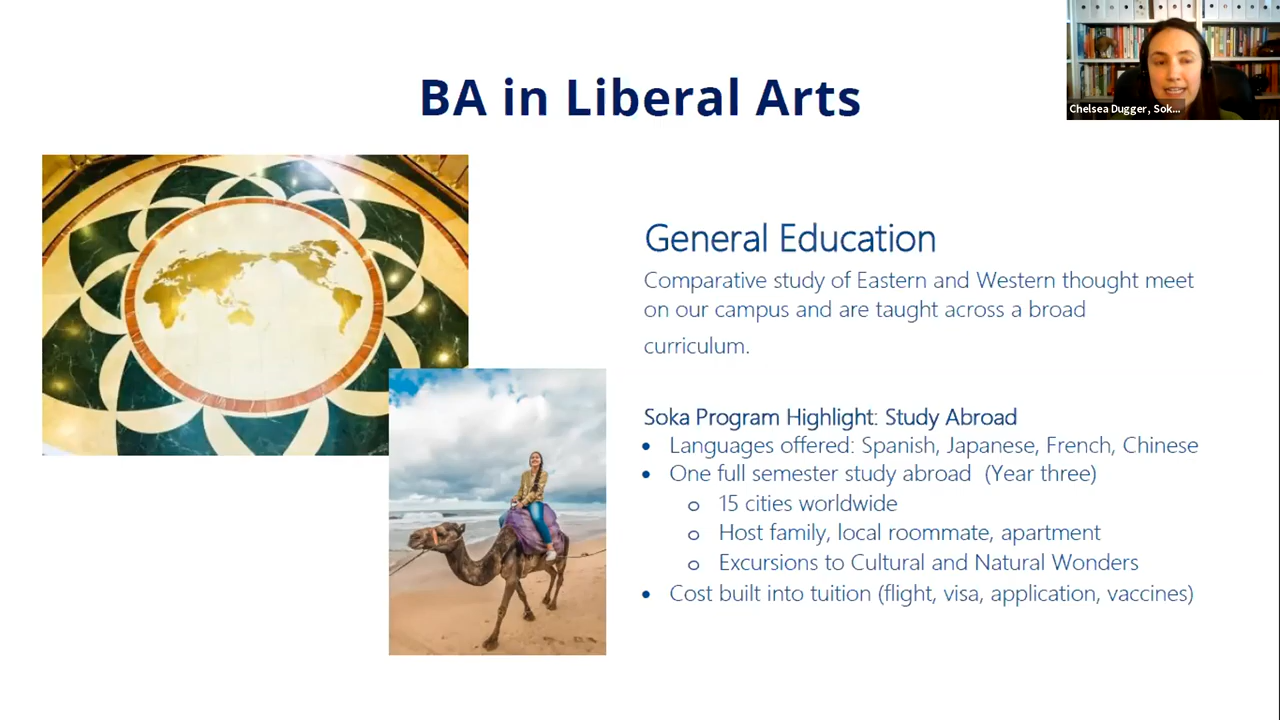 BA in Liberal Arts
Chelsea Dugger, Sok...
General Education
Comparative study of Eastern and Western thought meet
on our campus and are taught across a broad
curriculum.
Soka Program Highlight: Study Abroad
• Languages offered: Spanish, Japanese, French, Chinese
• One full semester study abroad (Year three)
o 15 cities worldwide
o Host family, local roommate, apartment
o Excursions to Cultural and Natural Wonders
• Cost built into tuition (flight, visa, application, vaccines)